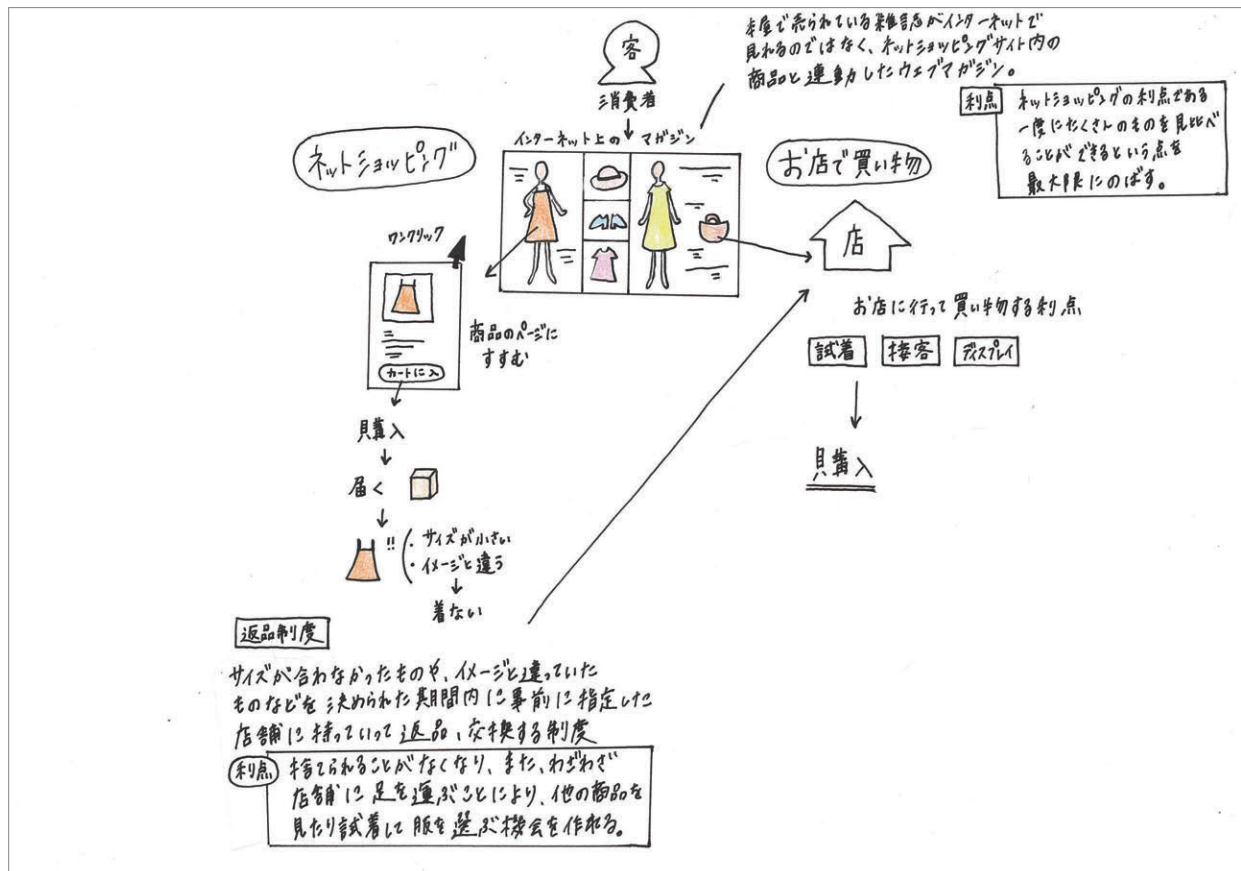 客
消費者
本屋で売られている雑誌がインターネットで
見れるのではなく、ネットショッピングサイト内の
商品と連動したウェブマガジン。
利点
ネットショッピングの利点である
一度にたくさんのものを見比べ
ることができるという点を
最大限にのばす。
インターネット上の マガジン
ネットショッピング
お店で買い物
ワンクリック
カートに入
商品のページに
すすむ
購入
届く
!!
・サイズが小さい
・イメージと違う
着ない
店
お店に行って買い物する利点
試着
接客
ディスプレイ
購入
返品制度
サイズが合わなかったものや、イメージと違っていた
ものなどを決められた期間内に事前に指定した
店舗に持っていって返品、交換する制度
利点
捨てられることがなくなり、また、わざわざ
店舗に足を運ぶことにより、他の商品を
見たり試着して服を選ぶ機会を作れる。